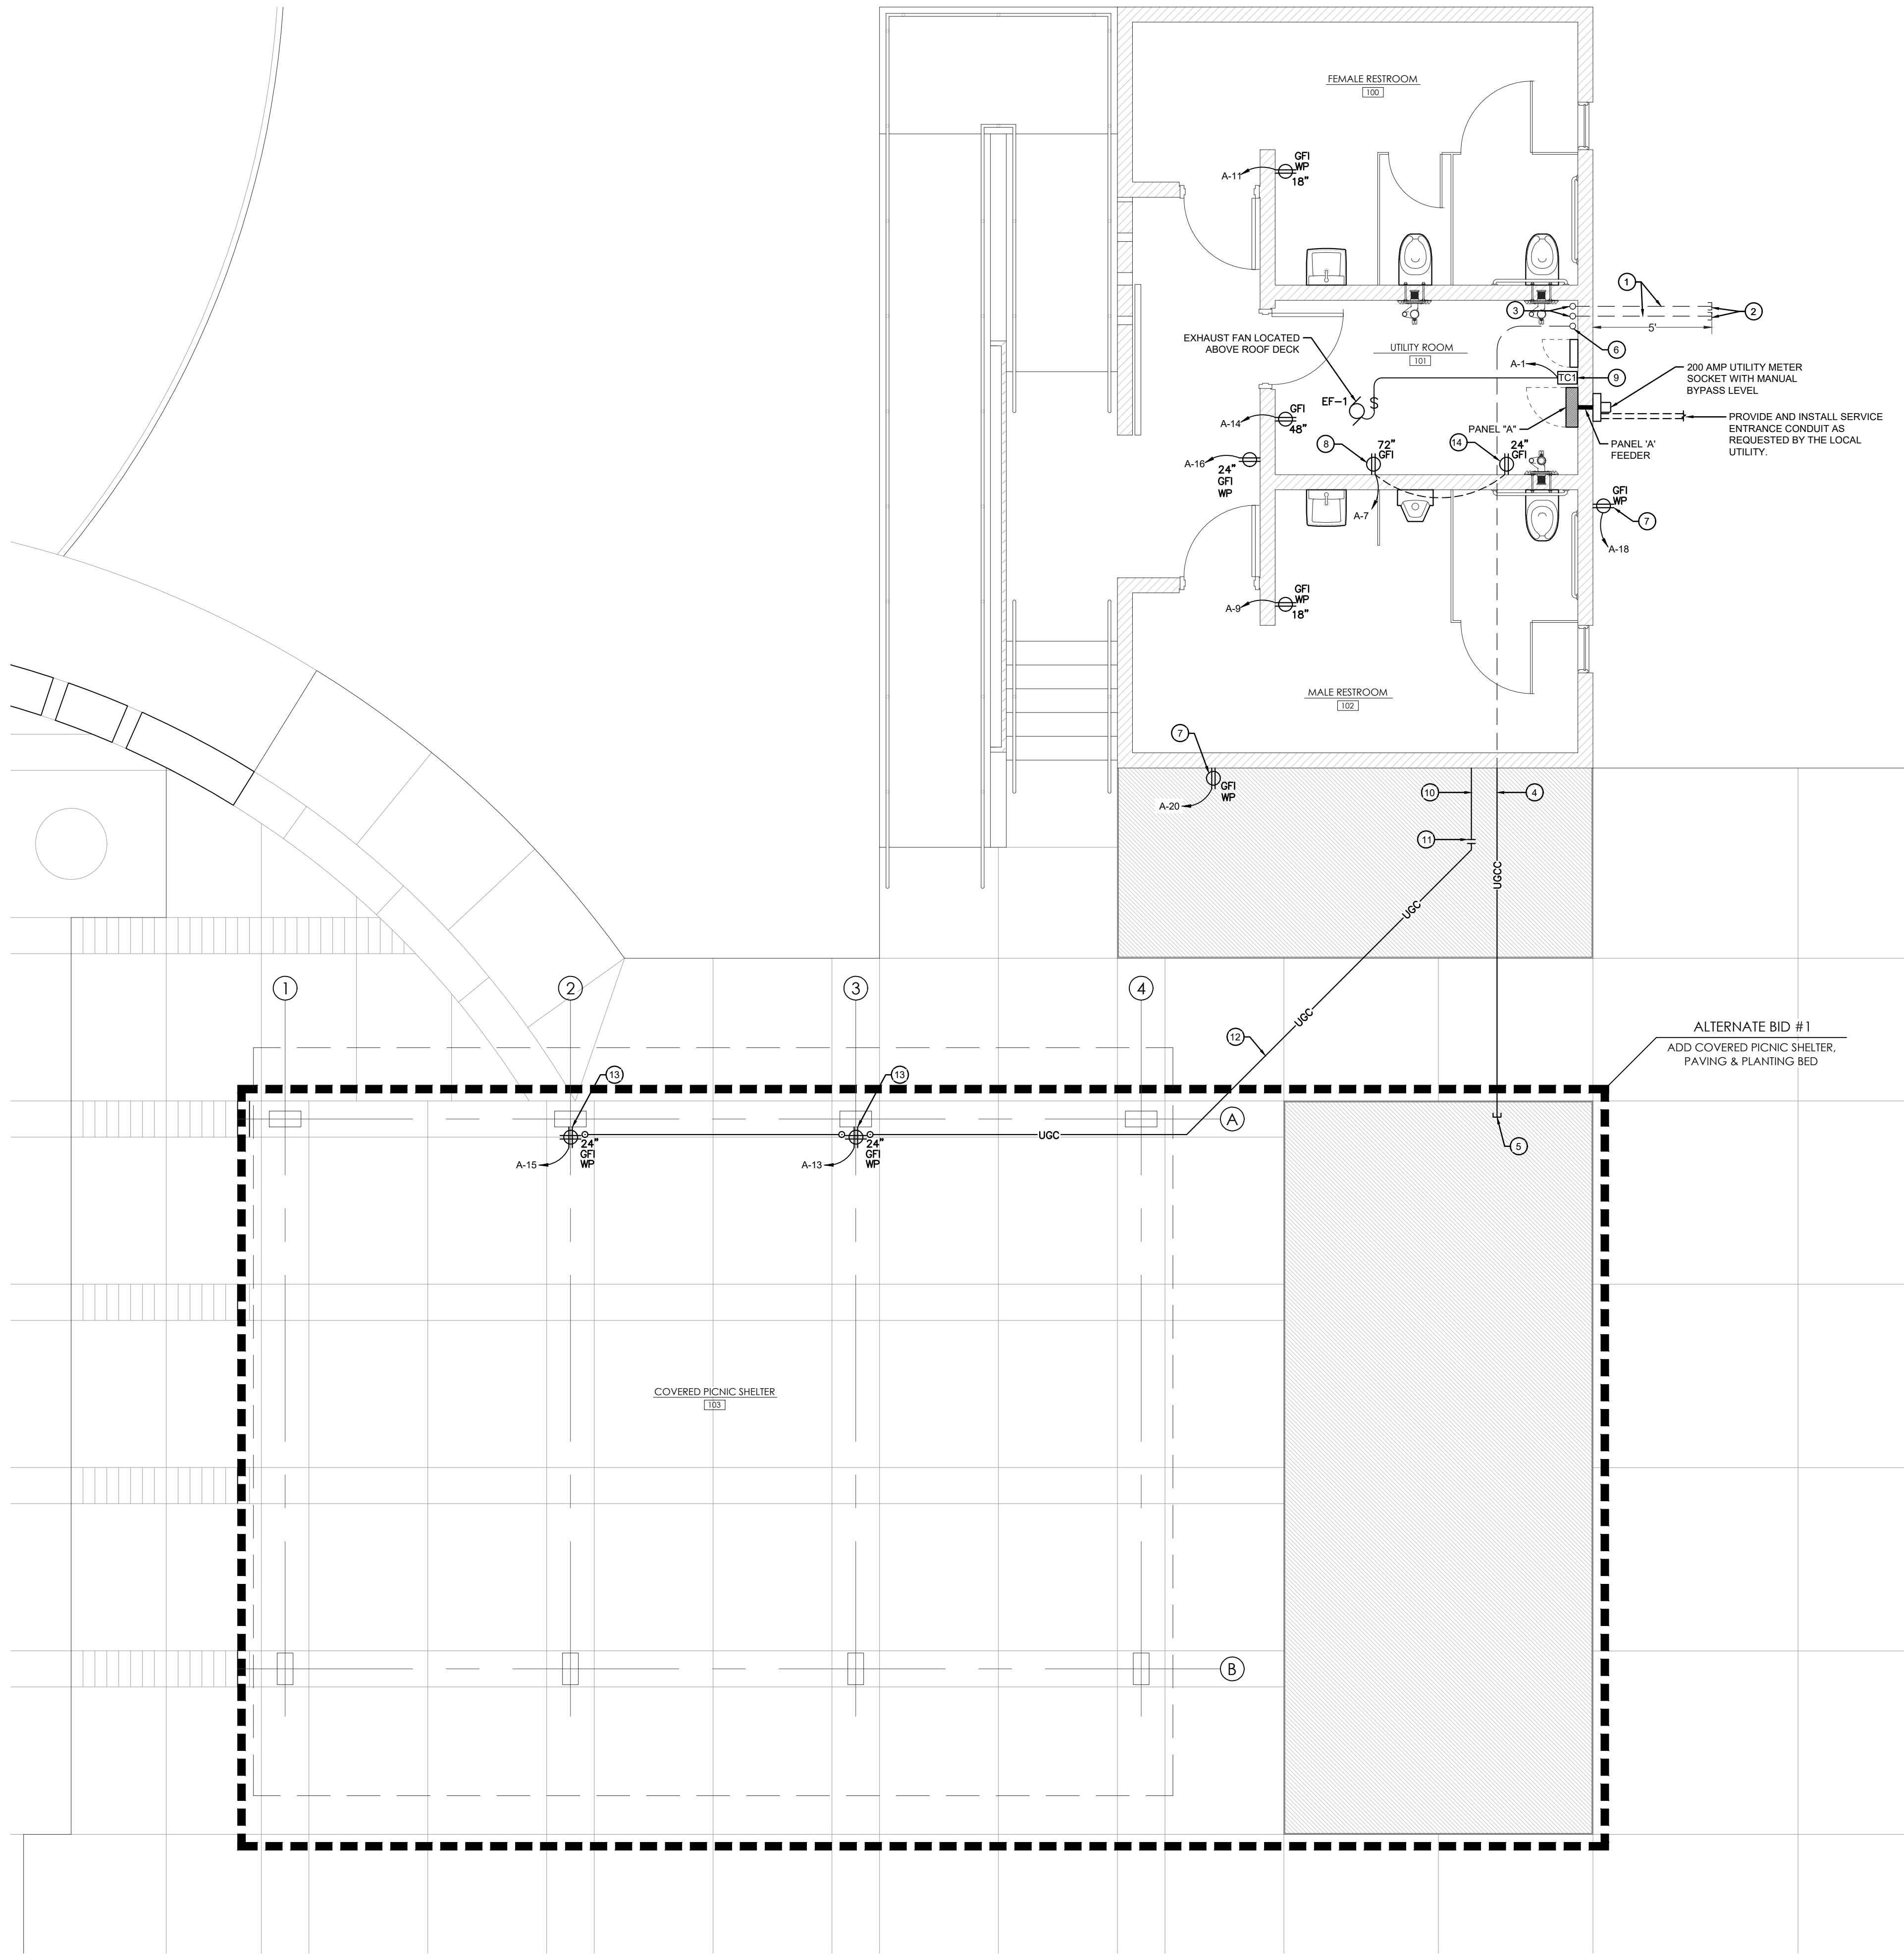 FEMALE RESTROOM
100
GFI
WP
18"
A-11
1
2
3
5'
6
EXHAUST FAN LOCATED
ABOVE ROOF DECK
UTILITY ROOM
101
A-1
TC1
9
200 AMP UTILITY METER
SOCKET WITH MANUAL
BYPASS LEVEL
EF-1
S
GFI
48"
A-14
PANEL "A"
PROVIDE AND INSTALL SERVICE
ENTRANCE CONDUIT AS
REQUESTED BY THE LOCAL
UTILITY.
PANEL 'A'
FEEDER
8
72"
GFI
14
24"
GFI
A-16
24"
GFI
WP
A-7
GFI
WP
7
A-18
GFI
WP
18"
A-9
MALE RESTROOM
102
7
GFI
WP
A-20
10
4
11
UGCC
UGC
UGC
12
1
2
3
4
ALTERNATE BID #1
ADD COVERED PICNIC SHELTER,
PAVING & PLANTING BED
13
13
A
24"
GFI
WP
A-15
24"
GFI
WP
A-13
UGC
5
COVERED PICNIC SHELTER
103
B